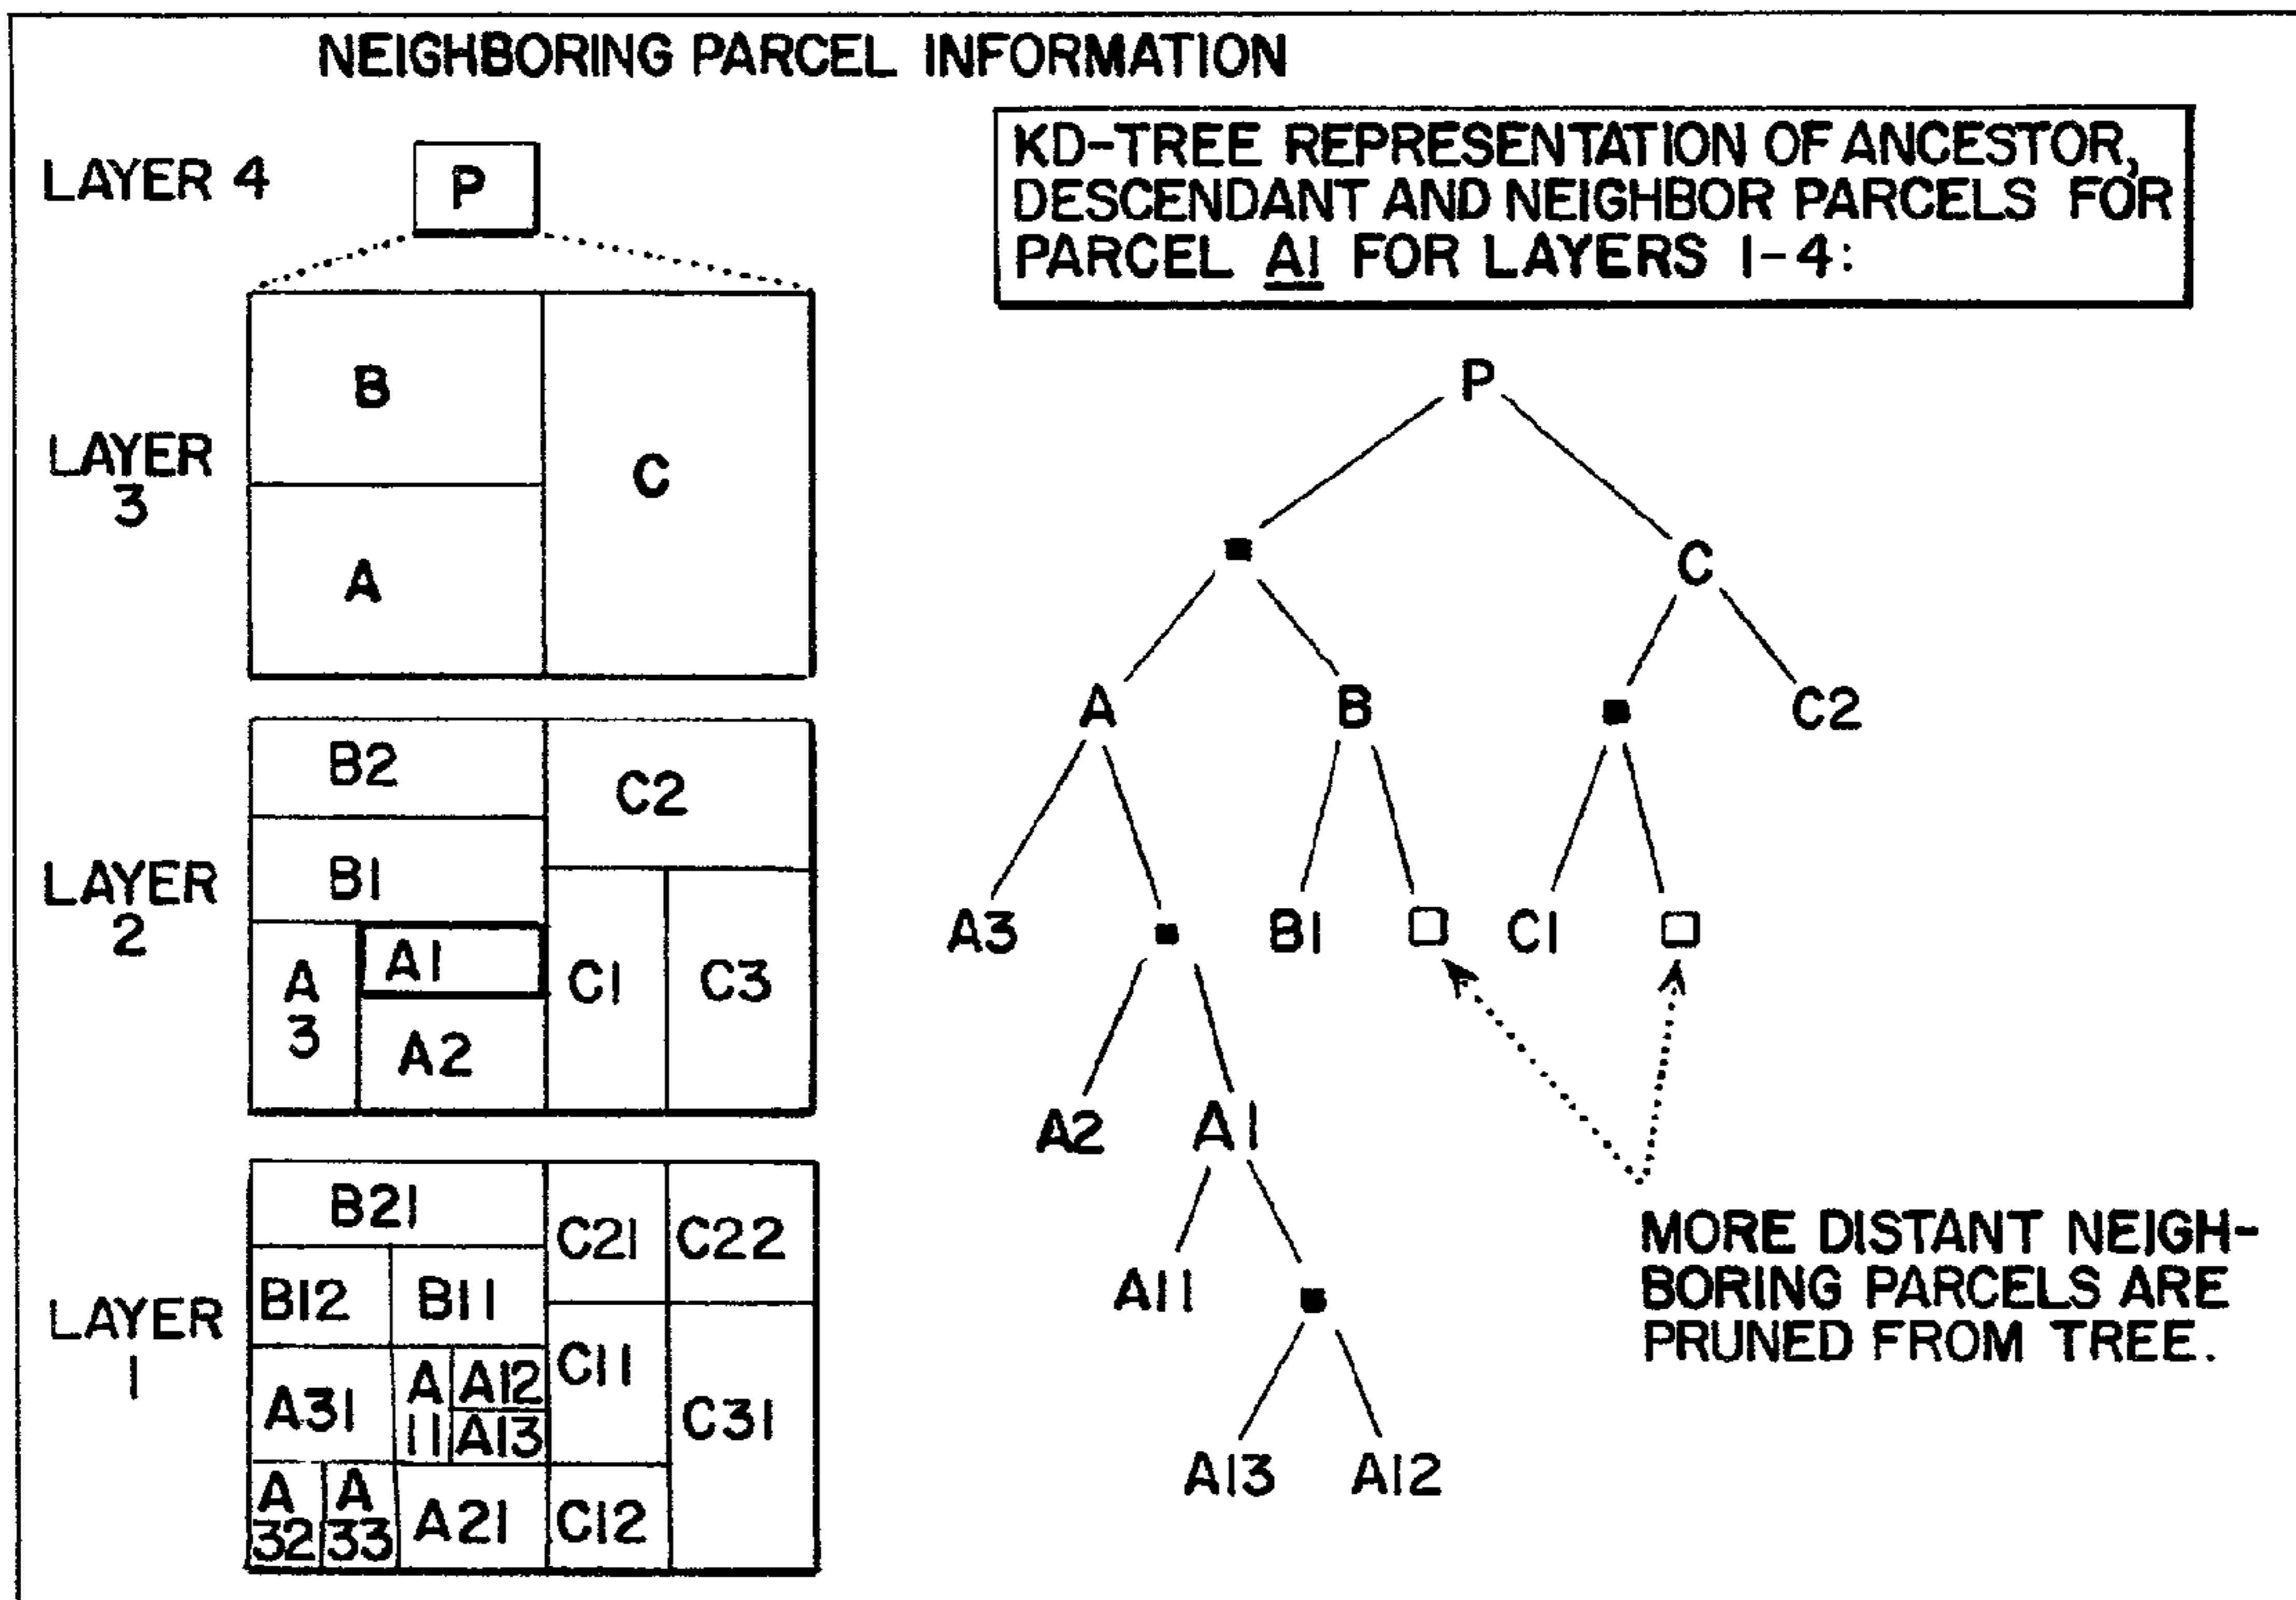 NEIGHBORING PARCEL INFORMATION
LAYER 4
P
KD-TREE REPRESENTATION OF ANCESTOR,
DESCENDANT AND NEIGHBOR PARCELS FOR
PARCEL A1 FOR LAYERS 1-4:
LAYER
3
B
C
A
LAYER
2
B2
C2
B1
A
3
A1
C1
C3
A2
LAYER
1
B21
C21
C22
B12
B11
C11
A31
A
11
A12
A13
C31
A
32
A
33
A21
C12
P
C
A
B
C2
A3
B1
C1
A2
A1
A11
A13
A12
MORE DISTANT NEIGH-
BORING PARCELS ARE
PRUNED FROM TREE.